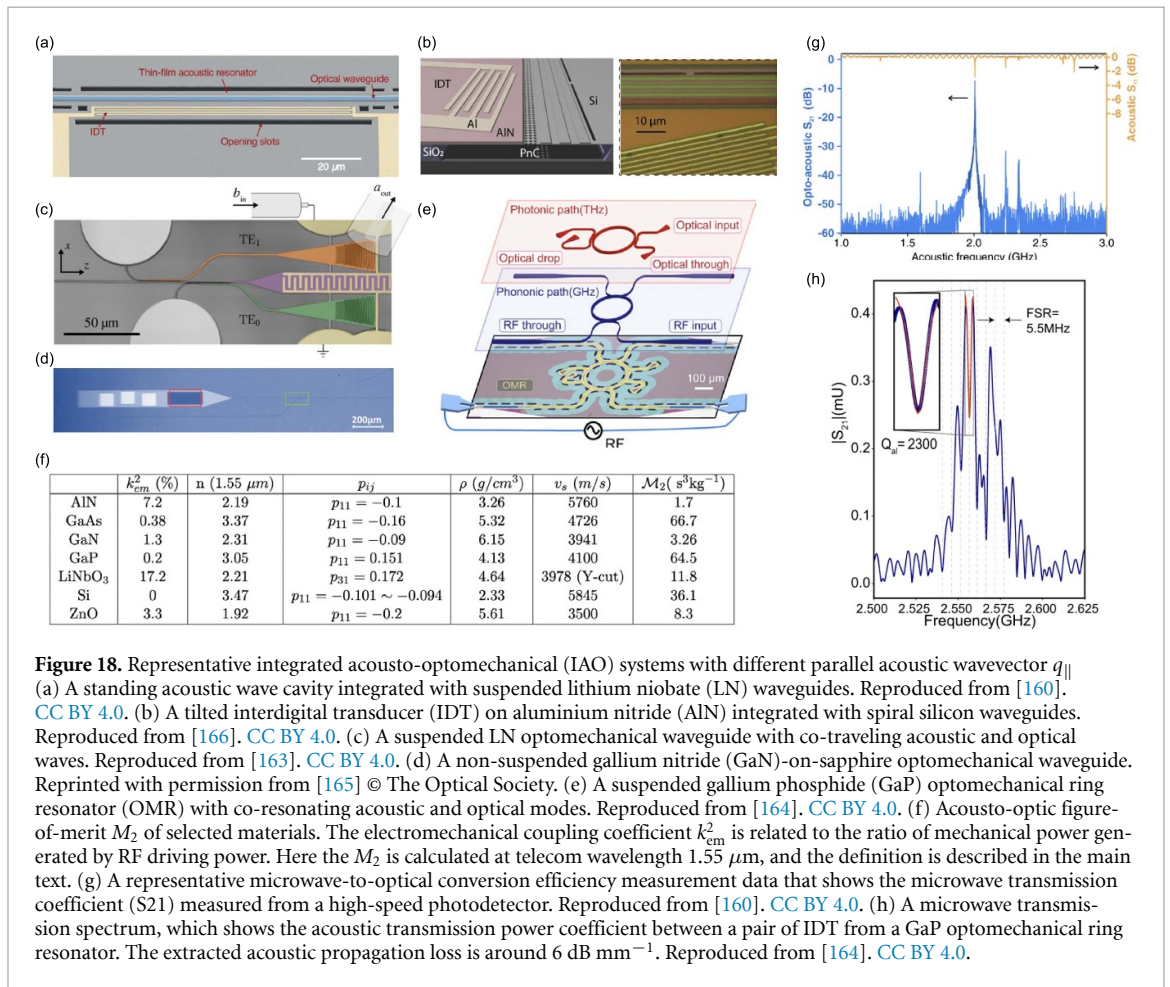 (a)
Thin-film acoustic resonator
Optical waveguide
IDT
Opening slots
20 μm
(b)
IDT
Al
AlN
Si
SiO₂
PnC
10 μm
(c)
b_in
a_out
x
z
TE₁
TE₀
50 μm
(d)
200μm
(e)
Photonic path(THz)
Optical input
Optical drop
Optical through
Phononic path(GHz)
RF through
RF input
OMR
100 μm
RF
(f)
k²_em (%) n (1.55 μm) p_ij ρ (g/cm³) v_s (m/s) M₂( s³kg⁻¹)
AlN 7.2 2.19 p₁₁ = −0.1 3.26 5760 1.7
GaAs 0.38 3.37 p₁₁ = −0.16 5.32 4726 66.7
GaN 1.3 2.31 p₁₁ = −0.09 6.15 3941 3.26
GaP 0.2 3.05 p₁₁ = 0.151 4.13 4100 64.5
LiNbO₃ 17.2 2.21 p₃₁ = 0.172 4.64 3978 (Y-cut) 11.8
Si 0 3.47 p₁₁ = −0.101 ∼ −0.094 2.33 5845 36.1
ZnO 3.3 1.92 p₁₁ = −0.2 5.61 3500 8.3
(g)
Opto-acoustic S₂₁ (dB)
0
-10
-20
-30
-40
-50
-60
1.0 1.5 2.0 2.5 3.0
Acoustic frequency (GHz)
0
-2
-4
-6
-8
Acoustic S₁₁ (dB)
(h)
|S₂₁|(mU)
0.4
0.3
0.2
0.1
0.0
FSR=
5.5MHz
Q_al= 2300
2.500 2.525 2.550 2.575 2.600 2.625
Frequency(GHz)
Figure 18. Representative integrated acousto-optomechanical (IAO) systems with different parallel acoustic wavevector q∥
(a) A standing acoustic wave cavity integrated with suspended lithium niobate (LN) waveguides. Reproduced from [160].
CC BY 4.0. (b) A tilted interdigital transducer (IDT) on aluminium nitride (AlN) integrated with spiral silicon waveguides.
Reproduced from [166]. CC BY 4.0. (c) A suspended LN optomechanical waveguide with co-traveling acoustic and optical
waves. Reproduced from [163]. CC BY 4.0. (d) A non-suspended gallium nitride (GaN)-on-sapphire optomechanical waveguide.
Reprinted with permission from [165] © The Optical Society. (e) A suspended gallium phosphide (GaP) optomechanical ring
resonator (OMR) with co-resonating acoustic and optical modes. Reproduced from [164]. CC BY 4.0. (f) Acousto-optic figure-
of-merit M₂ of selected materials. The electromechanical coupling coefficient k²_em is related to the ratio of mechanical power gen-
erated by RF driving power. Here the M₂ is calculated at telecom wavelength 1.55 μm, and the definition is described in the main
text. (g) A representative microwave-to-optical conversion efficiency measurement data that shows the microwave transmission
coefficient (S21) measured from a high-speed photodetector. Reproduced from [160]. CC BY 4.0. (h) A microwave transmis-
sion spectrum, which shows the acoustic transmission power coefficient between a pair of IDT from a GaP optomechanical ring
resonator. The extracted acoustic propagation loss is around 6 dB mm⁻¹. Reproduced from [164]. CC BY 4.0.